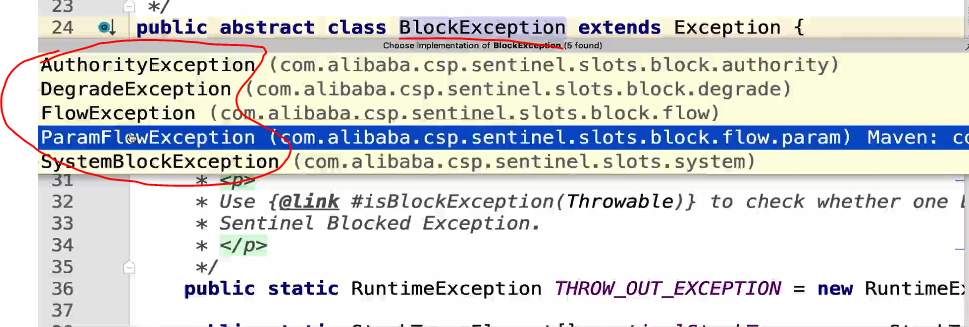 23 */
24 public abstract class BlockException extends Exception {
Choose Implementation of BlockException (5 found)
AuthorityException (com.alibaba.csp.sentinel.slots.block.authority)
DegradeException (com.alibaba.csp.sentinel.slots.block.degrade)
FlowException (com.alibaba.csp.sentinel.slots.block.flow)
ParamFlowException (com.alibaba.csp.sentinel.slots.block.flow.param) Maven: co
SystemBlockException (com.alibaba.csp.sentinel.slots.system)
31 * <p>
32 * Use {@link #isBlockException(Throwable)} to check whether one b
33 * Sentinel Blocked Exception.
34 * </p>
35 */
36 public static RuntimeException THROW_OUT_EXCEPTION = new RuntimeEx
37